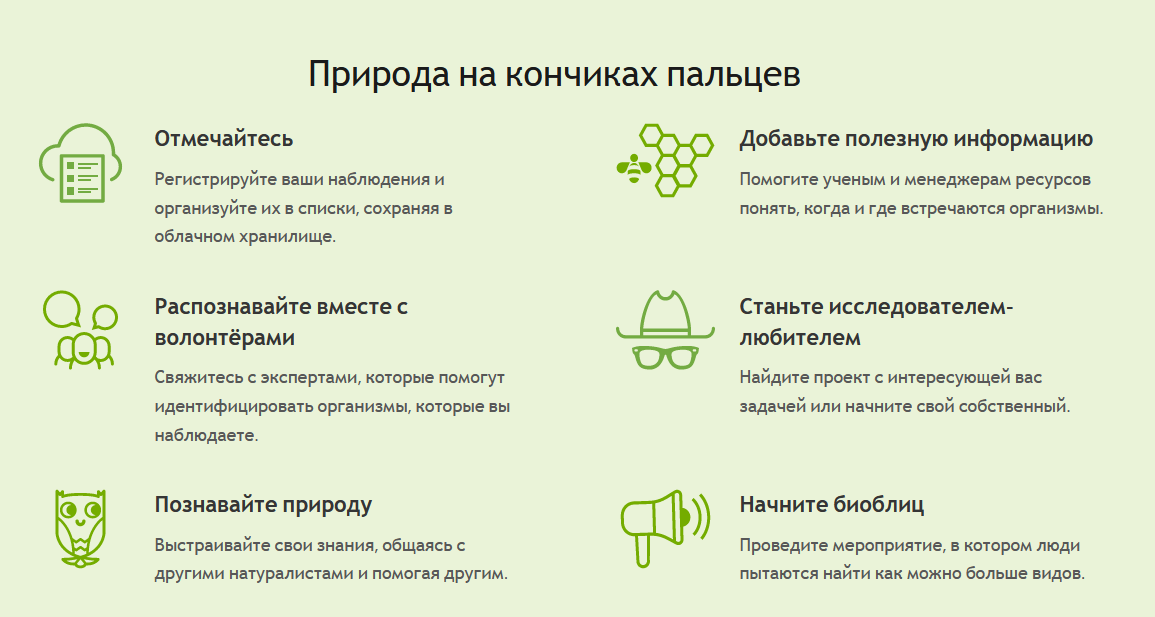 Природа на кончиках пальцев
Отмечайтесь
Регистрируйте ваши наблюдения и
организуйте их в списки, сохраняя в
облачном хранилище.
Добавьте полезную информацию
Помогите ученым и менеджерам ресурсов
понять, когда и где встречаются организмы.
Распознавайте вместе с
волонтёрами
Свяжитесь с экспертами, которые помогут
идентифицировать организмы, которые вы
наблюдаете.
Станьте исследователем-
любителем
Найдите проект с интересующей вас
задачей или начните свой собственный.
Познавайте природу
Выстраивайте свои знания, общаясь с
другими натуралистами и помогая другим.
Начните биоблиц
Проведите мероприятие, в котором люди
пытаются найти как можно больше видов.